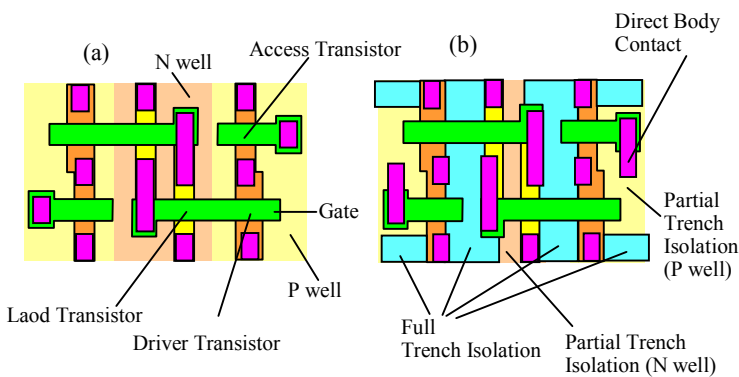 (a)
N well
Access Transistor
Gate
P well
Laod Transistor
Driver Transistor
(b)
Direct Body
Contact
Partial
Trench
Isolation
(P well)
Full
Trench Isolation
Partial Trench
Isolation (N well)